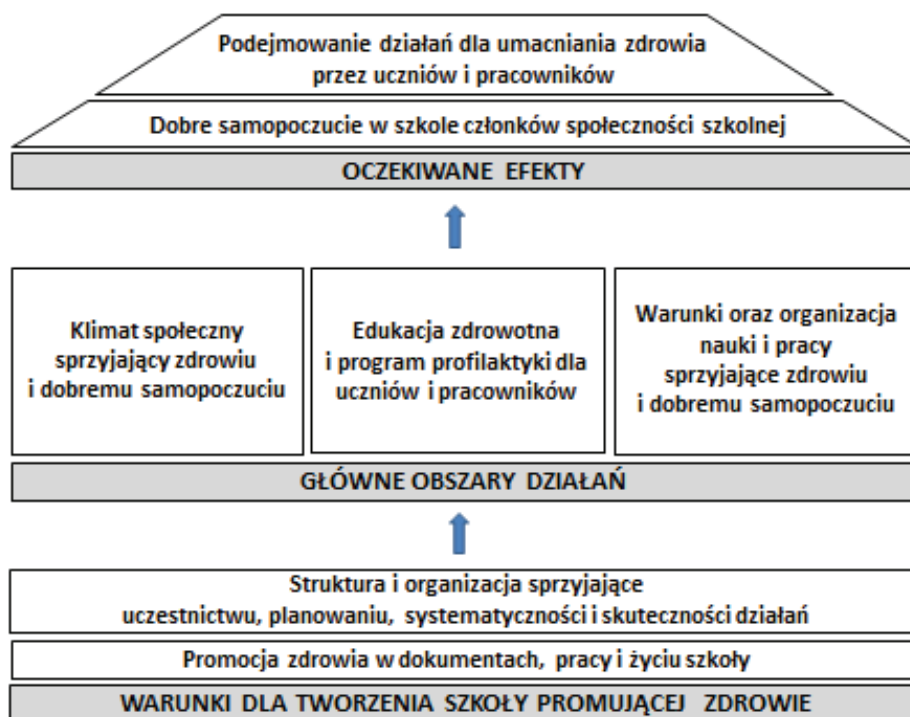 Podejmowanie działań dla umacniania zdrowia
przez uczniów i pracowników
Dobre samopoczucie w szkole członków społeczności szkolnej
OCZEKIWANE EFEKTY
Klimat społeczny
sprzyjający zdrowiu
i dobremu samopoczuciu
Edukacja zdrowotna
i program profilaktyki dla
uczniów i pracowników
Warunki oraz organizacja
nauki i pracy
sprzyjające zdrowiu
i dobremu samopoczuciu
GŁÓWNE OBSZARY DZIAŁAŃ
Struktura i organizacja sprzyjające
uczestnictwu, planowaniu, systematyczności i skuteczności działań
Promocja zdrowia w dokumentach, pracy i życiu szkoły
WARUNKI DLA TWORZENIA SZKOŁY PROMUJĄCEJ ZDROWIE